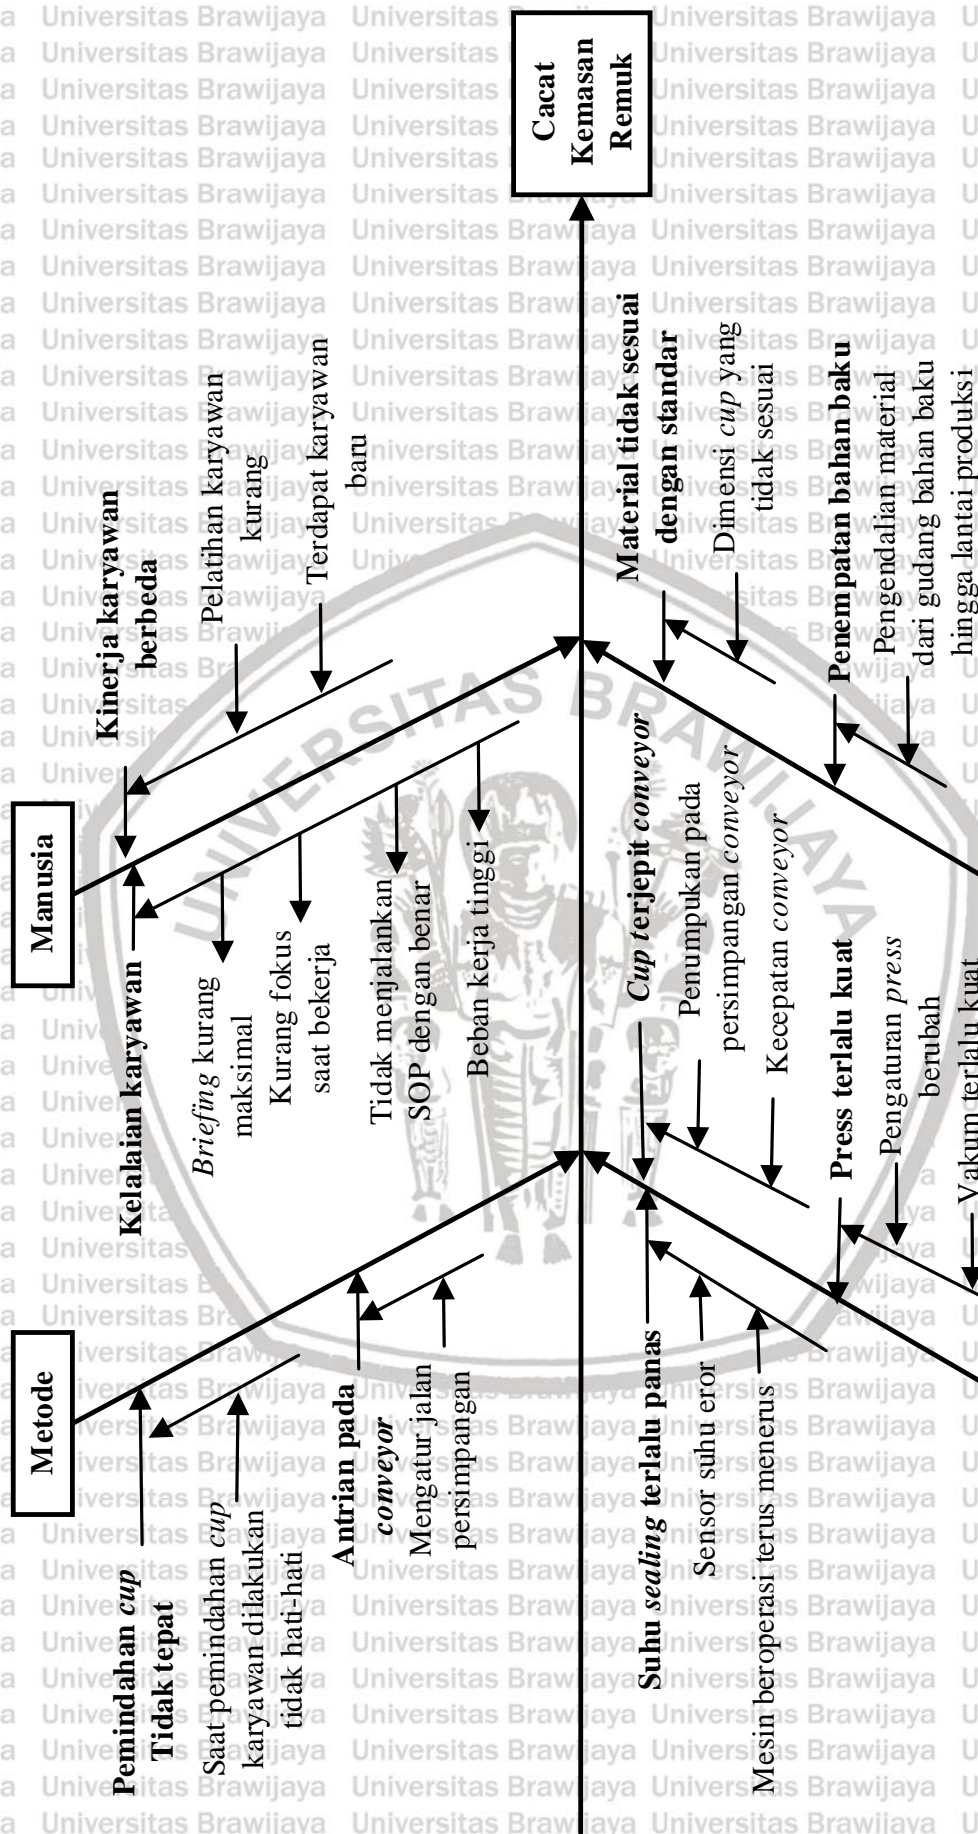 Metode
Manusia
Pemindahan cup
Tidak tepat
Saat pemindahan cup
karyawan dilakukan
tidak hati-hati
Antrian pada
conveyor
Mengatur jalan
persimpangan
Kelalaian karyawan
Briefing kurang
maksimal
Kurang fokus
saat bekerja
Tidak menjalankan
SOP dengan benar
Beban kerja tinggi
Kinerja karyawan
berbeda
Pelatihan karyawan
kurang
Terdapat karyawan
baru
Cacat
Kemasan
Remuk
Suhu sealing terlalu panas
Sensor suhu eror
Mesin beroperasi terus menerus
Cup terjepit conveyor
Penumpukan pada
persimpangan conveyor
Kecepatan conveyor
Press terlalu kuat
Pengaturan press
berubah
Vakum terlalu kuat
Material tidak sesuai
dengan standar
Dimensi cup yang
tidak sesuai
Penempatan bahan baku
Pengendalian material
dari gudang bahan baku
hingga lantai produksi
UNIVERSITAS BRAWIJAYA
Universitas Brawijaya